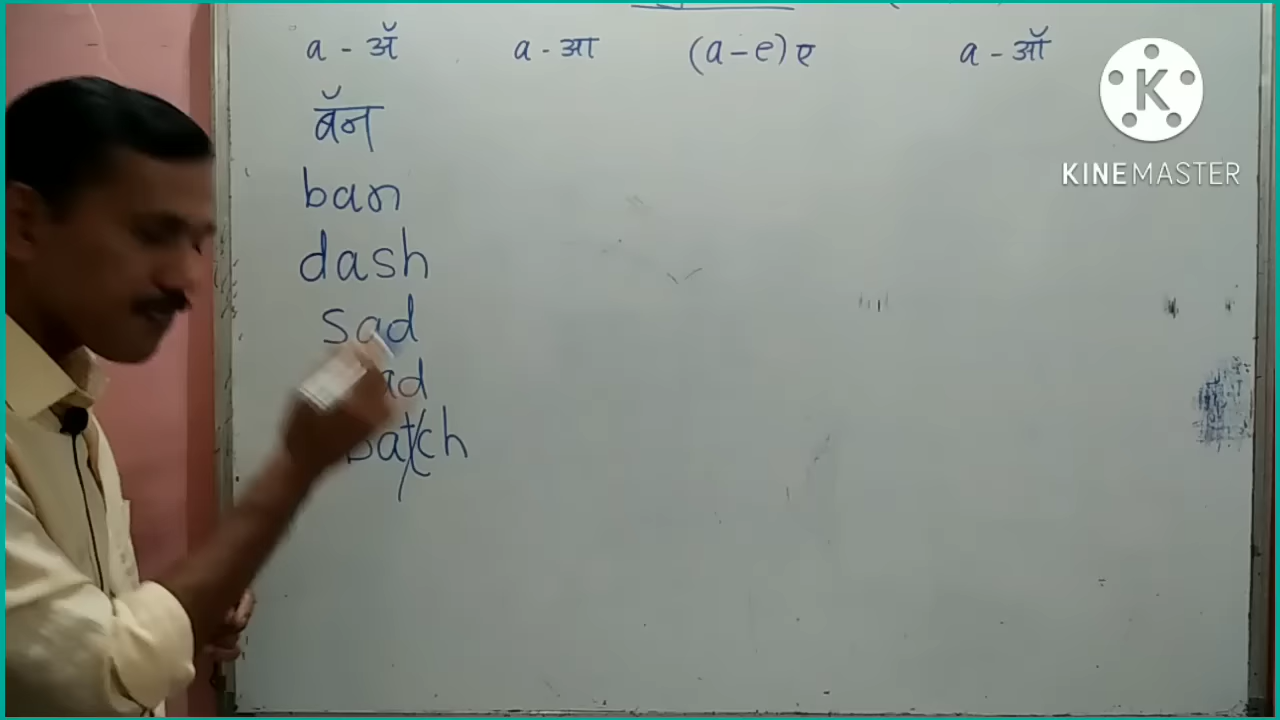 a - ॲ a - आ (a-e) ए a - ऑ
बॅन
ban
dash
sad
ad
batch
KINEMASTER